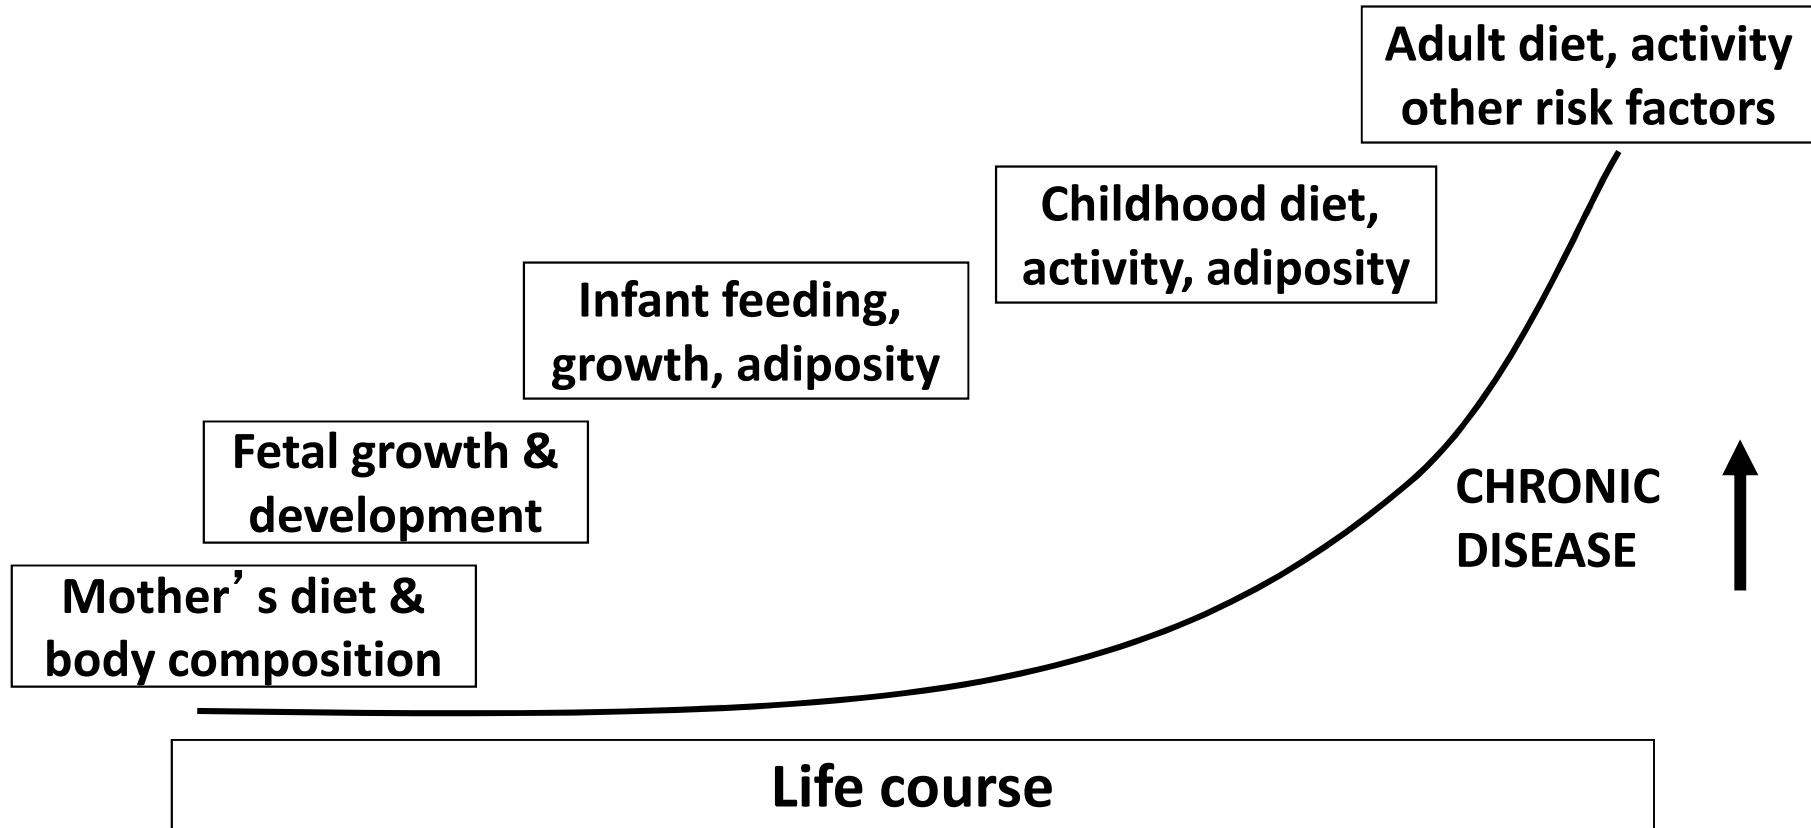 Adult diet, activity
other risk factors
Childhood diet,
activity, adiposity
Infant feeding,
growth, adiposity
Fetal growth &
development
Mother’s diet &
body composition
CHRONIC
DISEASE
Life course